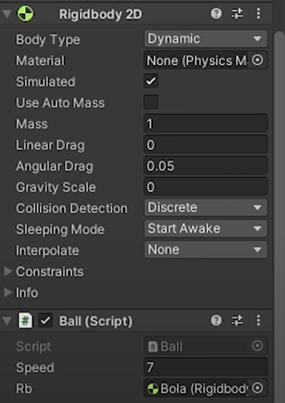 Rigidbody 2D
Body Type Dynamic
Material None (Physics M
Simulated
Use Auto Mass
Mass 1
Linear Drag 0
Angular Drag 0.05
Gravity Scale 0
Collision Detection Discrete
Sleeping Mode Start Awake
Interpolate None
Constraints
Info
# Ball (Script)
Script Ball
Speed 7
Rb Bola (Rigidbody